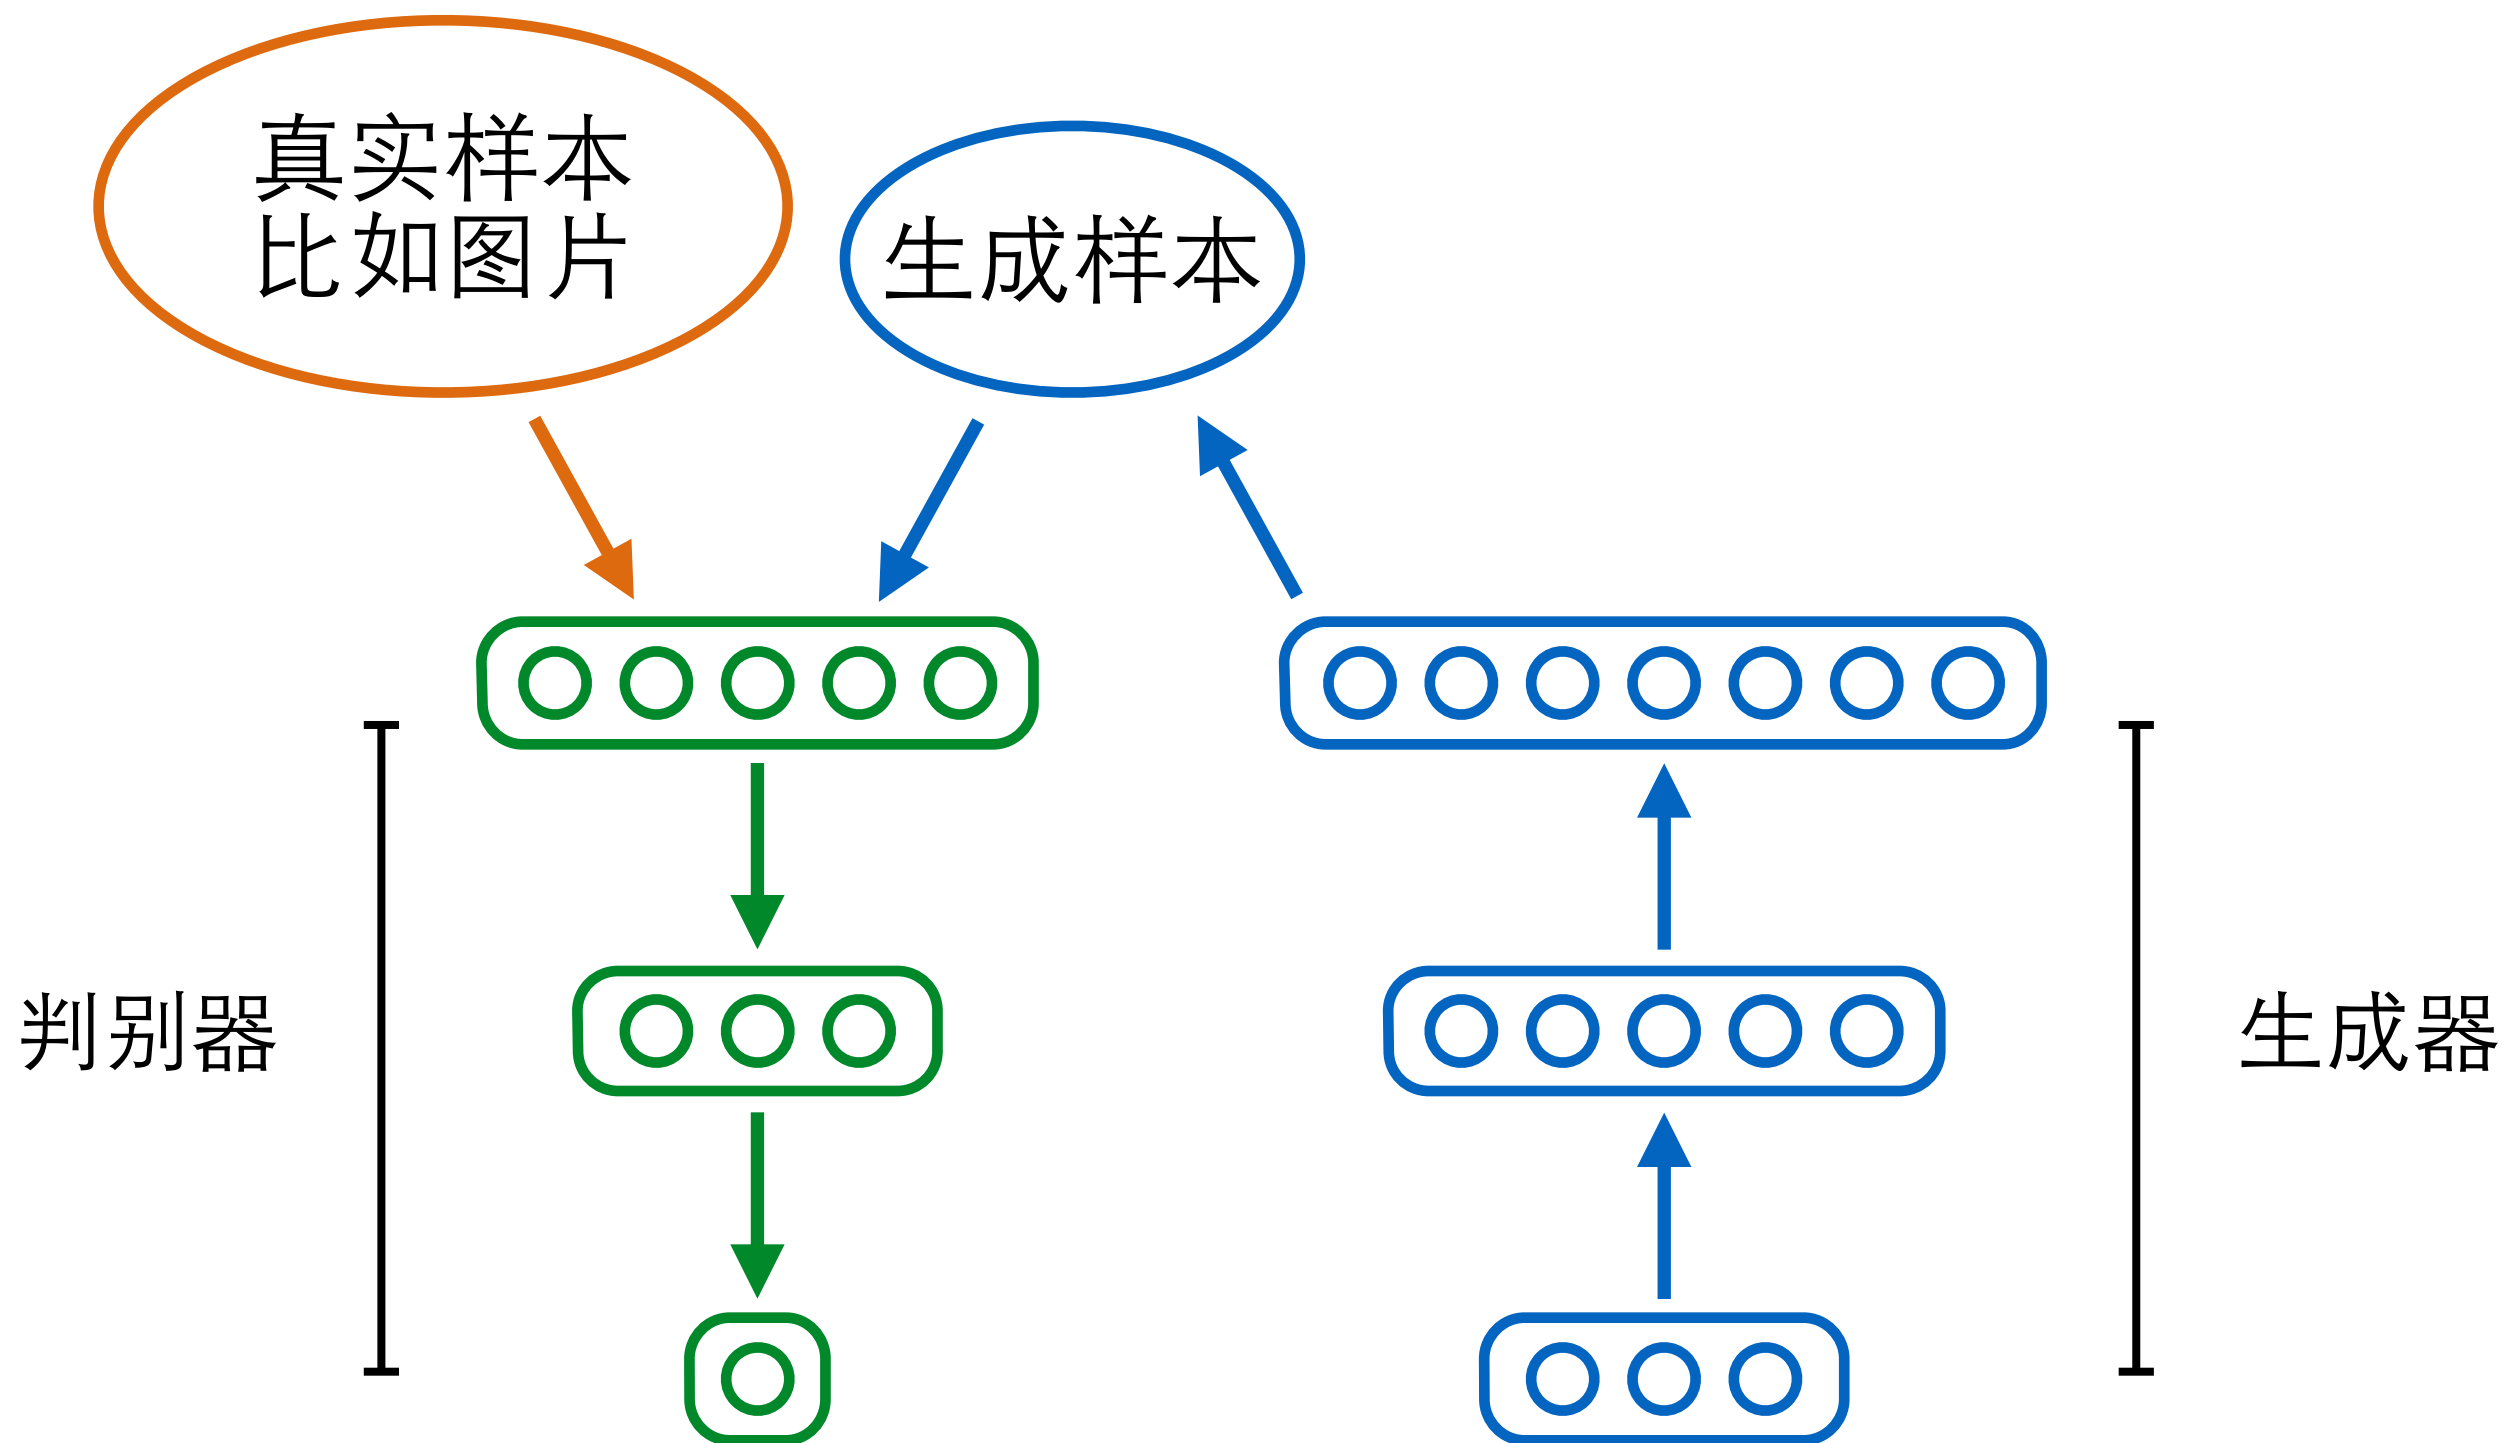 真实样本
比如图片
生成样本
判别器
生成器